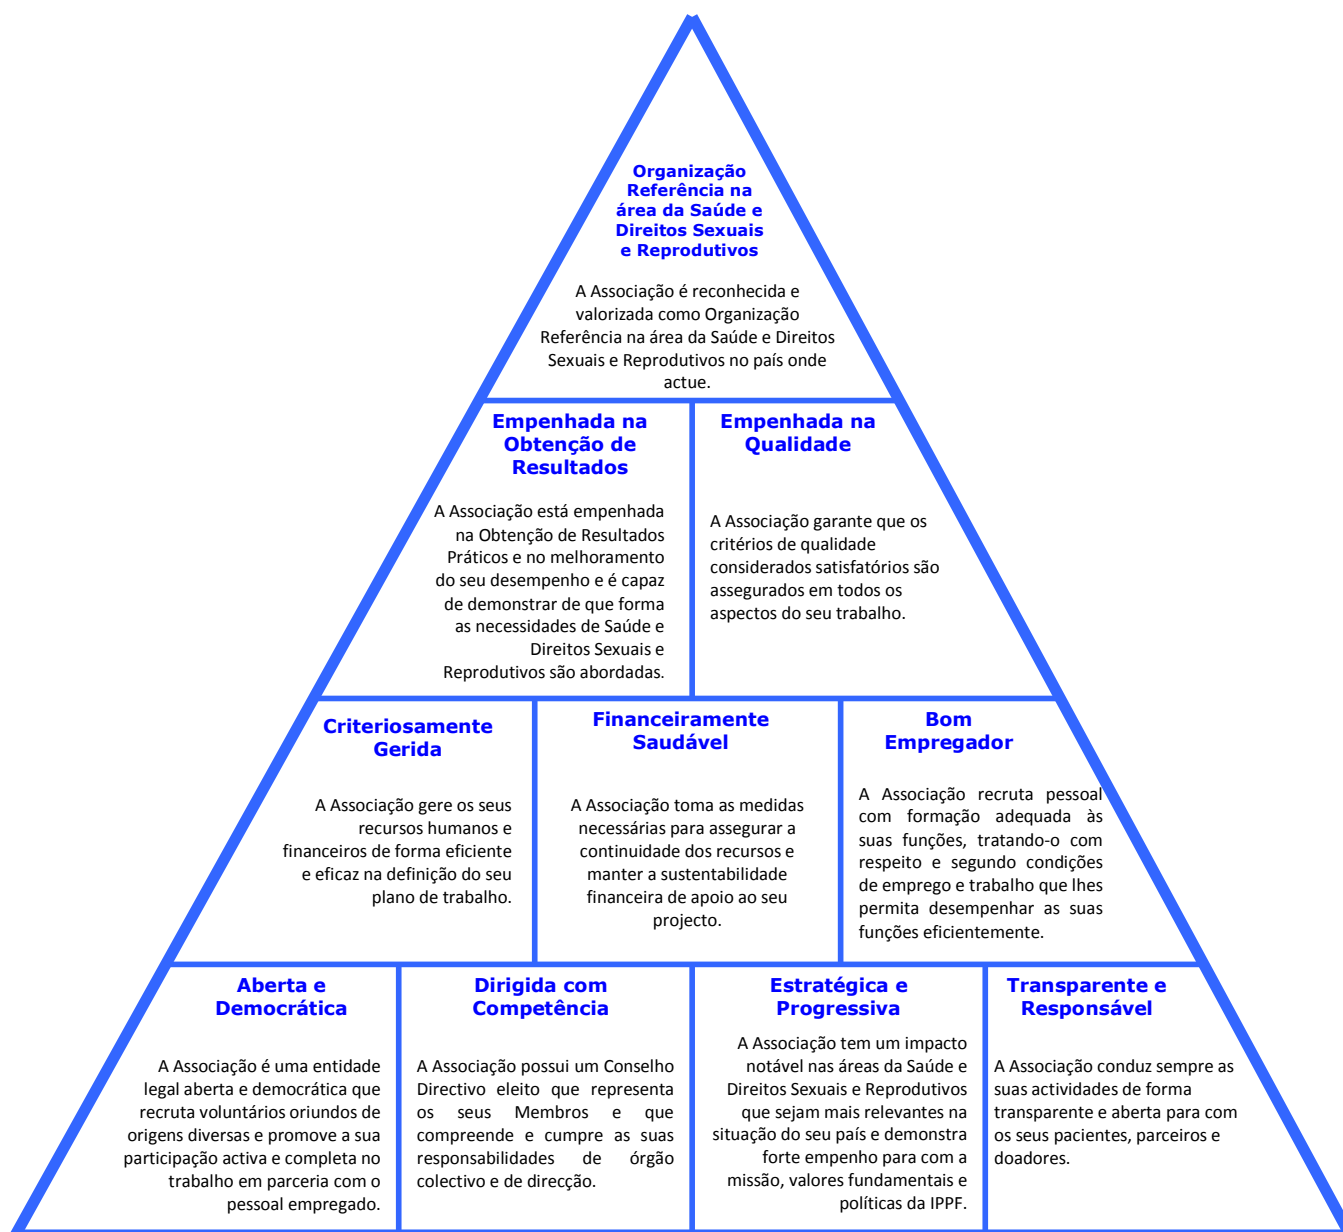 Organização
Referência na
área da Saúde e
Direitos Sexuais
e Reprodutivos
A Associação é reconhecida e
valorizada como Organização
Referência na área da Saúde e Direitos
Sexuais e Reprodutivos no país onde
actue.
Empenhada na
Obtenção de
Resultados
A Associação está empenhada
na Obtenção de Resultados
Práticos e no melhoramento
do seu desempenho e é capaz
de demonstrar de que forma
as necessidades de Saúde e
Direitos Sexuais e
Reprodutivos são abordadas.
Empenhada na
Qualidade
A Associação garante que os
critérios de qualidade
considerados satisfatórios são
assegurados em todos os
aspectos do seu trabalho.
Criteriosamente
Gerida
A Associação gere os seus
recursos humanos e
financeiros de forma eficiente
e eficaz na definição do seu
plano de trabalho.
Financeiramente
Saudável
A Associação toma as medidas
necessárias para assegurar a
continuidade dos recursos e
manter a sustentabilidade
financeira de apoio ao seu
projecto.
Bom
Empregador
A Associação recruta pessoal
com formação adequada às
suas funções, tratando-o com
respeito e segundo condições
de emprego e trabalho que lhes
permita desempenhar as suas
funções eficientemente.
Aberta e
Democrática
A Associação é uma entidade
legal aberta e democrática que
recruta voluntários oriundos de
origens diversas e promove a sua
participação activa e completa no
trabalho em parceria com o
pessoal empregado.
Dirigida com
Competência
A Associação possui um Conselho
Directivo eleito que representa
os seus Membros e que
compreende e cumpre as suas
responsabilidades de órgão
colectivo e de direcção.
Estratégica e
Progressiva
A Associação tem um impacto
notável nas áreas da Saúde e
Direitos Sexuais e Reprodutivos
que sejam mais relevantes na
situação do seu país e demonstra
forte empenho para com a
missão, valores fundamentais e
políticas da IPPF.
Transparente e
Responsável
A Associação conduz sempre as
suas actividades de forma
transparente e aberta para com
os seus pacientes, parceiros e
doadores.